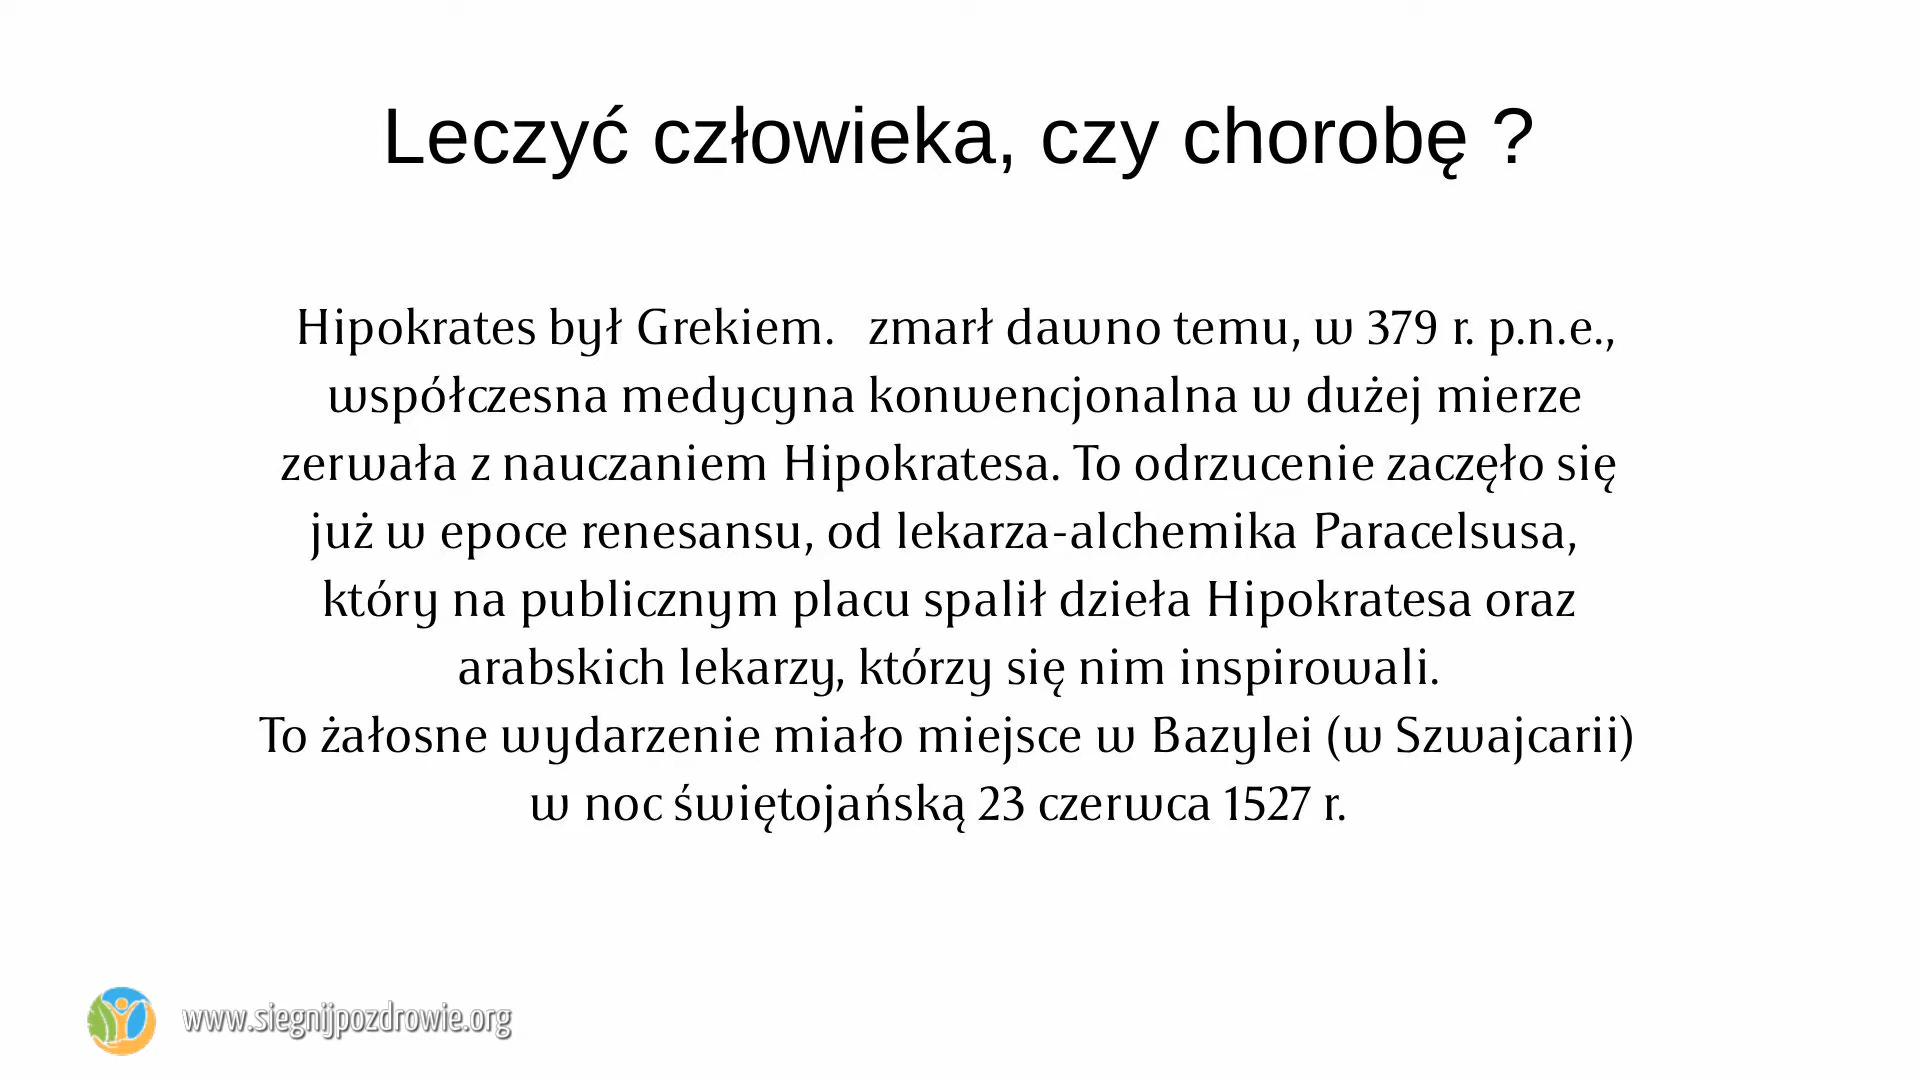 Leczyć człowieka, czy chorobę ?
Hipokrates był Grekiem. zmarł dawno temu, w 379 r. p.n.e.,
współczesna medycyna konwencjonalna w dużej mierze
zerwała z nauczaniem Hipokratesa. To odrzucenie zaczęło się
już w epoce renesansu, od lekarza-alchemika Paracelsusa,
który na publicznym placu spalił dzieła Hipokratesa oraz
arabskich lekarzy, którzy się nim inspirowali.
To żałosne wydarzenie miało miejsce w Bazylei (w Szwajcarii)
w noc świętojańską 23 czerwca 1527 r.
www.siegnijpozdrowie.org